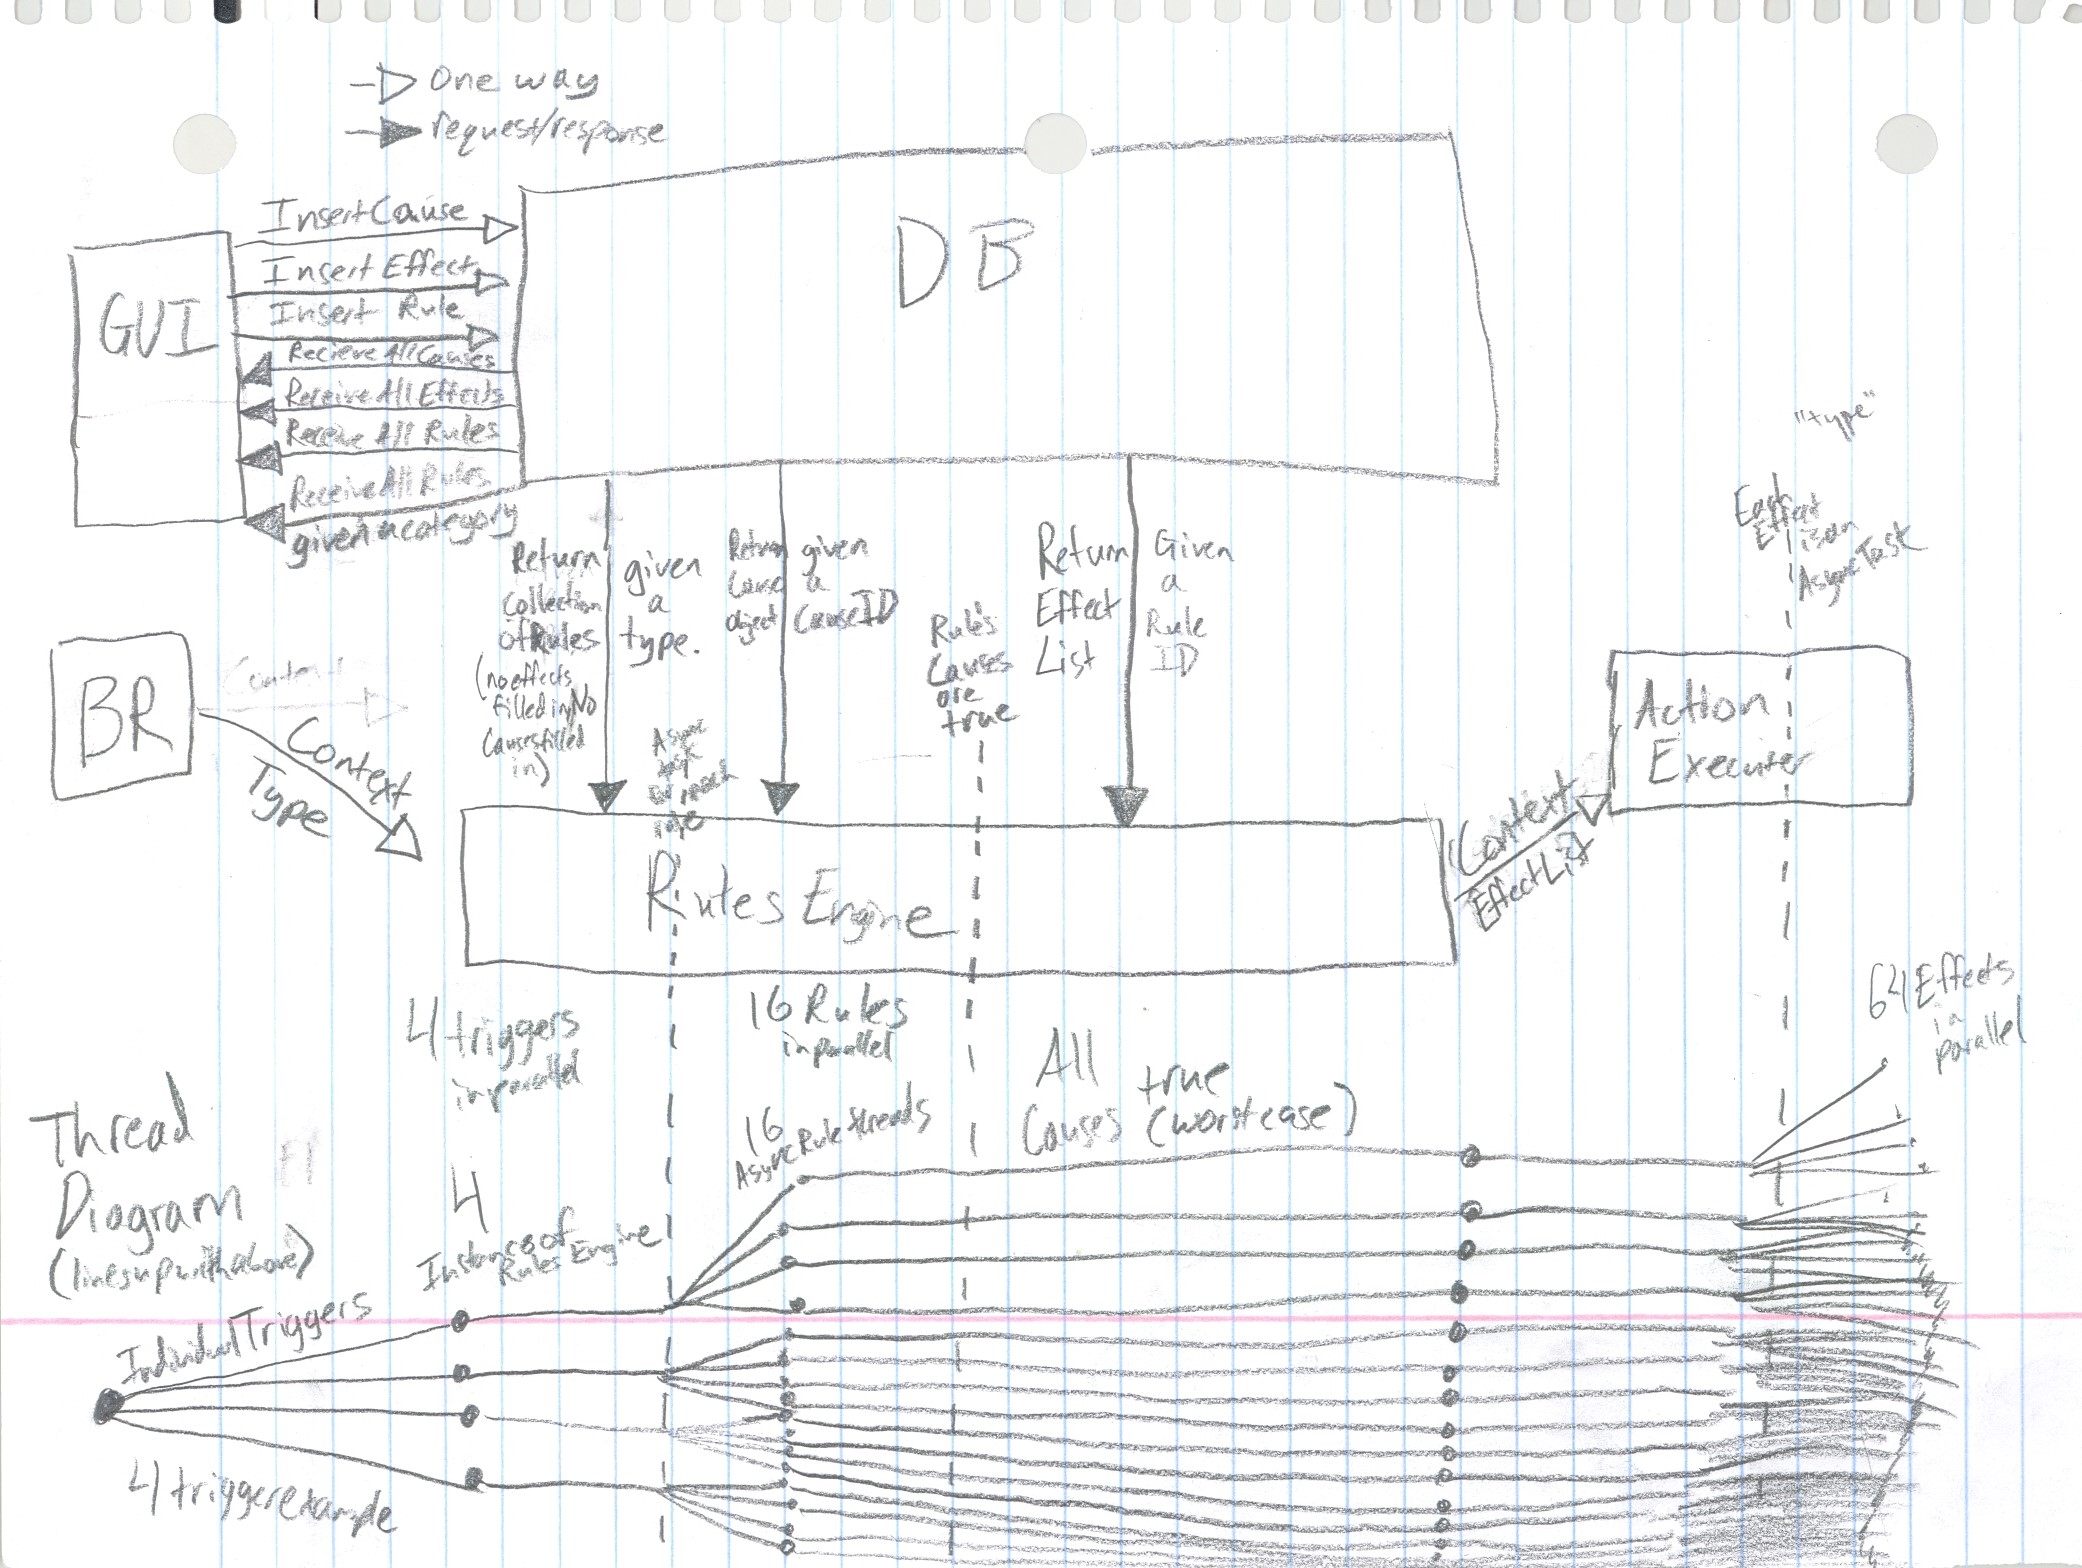 One way
request/response
Insert Cause
Insert Effect
Insert Rule
Recieve All Causes
Receive All Effects
Receive All Rules
Receive All Rules
given a category
GUI
DB
"type"
Each
Effect
is an
AsyncTask
Return
Collection
of Rules
(no effects
filled in, No
Causes filled
in)
given
a
type.
Return
Cause
object
given
a
CauseID
Rule's
Causes
are
true
Return
Effect
List
Given
a
Rule
ID
BR
Context
Context
Type
Async
task
for each
rule
Rules Engine
Context
EffectList
Action
Executer
4 triggers
in parallel
16 Rules
in parallel
All
Causes
true
(worst case)
64 Effects
in
parallel
Thread
Diagram
(lines up with above)
4
Instances of
Rules Engine
16
AsyncRule threads
Individual Triggers
4 trigger example